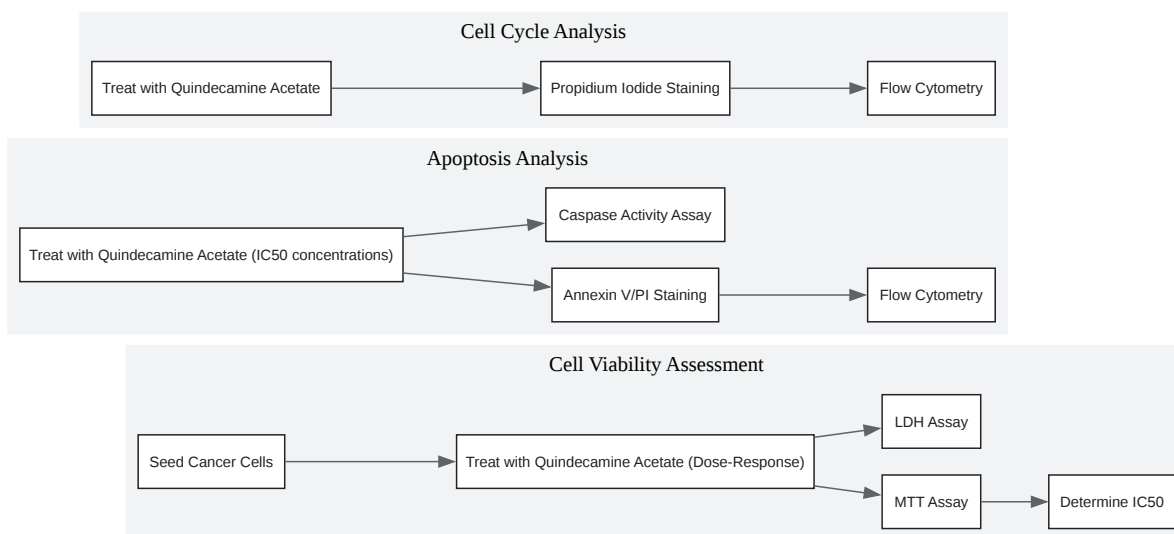 Cell Cycle Analysis
Treat with Quindecamine Acetate
Propidium Iodide Staining
Flow Cytometry
Apoptosis Analysis
Treat with Quindecamine Acetate (IC50 concentrations)
Caspase Activity Assay
Annexin V/PI Staining
Flow Cytometry
Cell Viability Assessment
Seed Cancer Cells
Treat with Quindecamine Acetate (Dose-Response)
LDH Assay
MTT Assay
Determine IC50